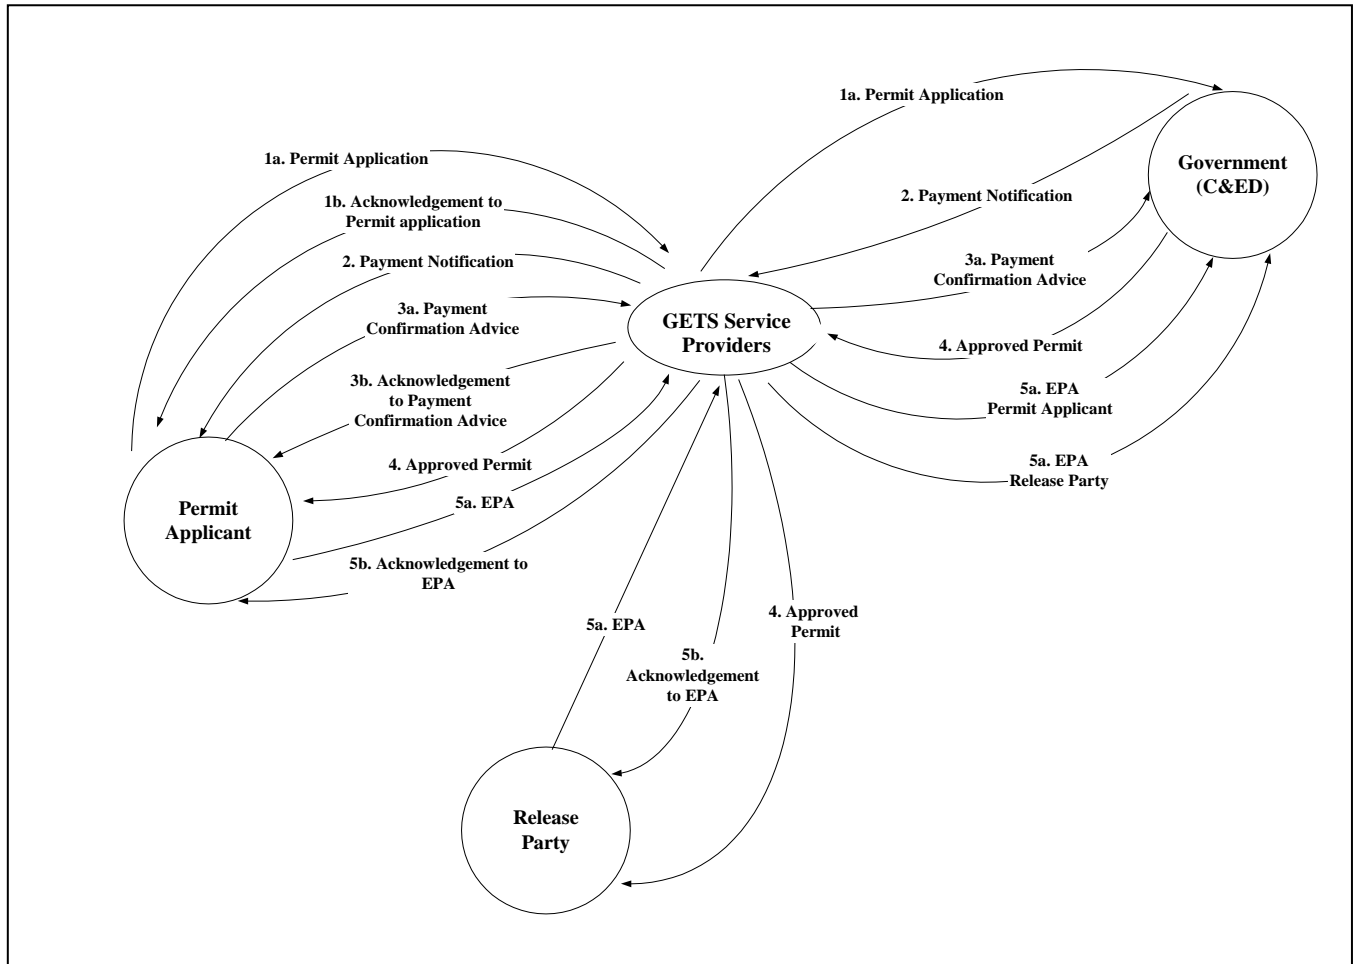 1a. Permit Application
1a. Permit Application
Government
(C&ED)
1b. Acknowledgement to
Permit application
2. Payment Notification
2. Payment Notification
3a. Payment
Confirmation Advice
3a. Payment
Confirmation Advice
GETS Service
Providers
4. Approved Permit
3b. Acknowledgement
to Payment
Confirmation Advice
5a. EPA
Permit Applicant
4. Approved Permit
5a. EPA
Release Party
5a. EPA
Permit
Applicant
5b. Acknowledgement to
EPA
4. Approved
Permit
5a. EPA
5b.
Acknowledgement
to EPA
Release
Party